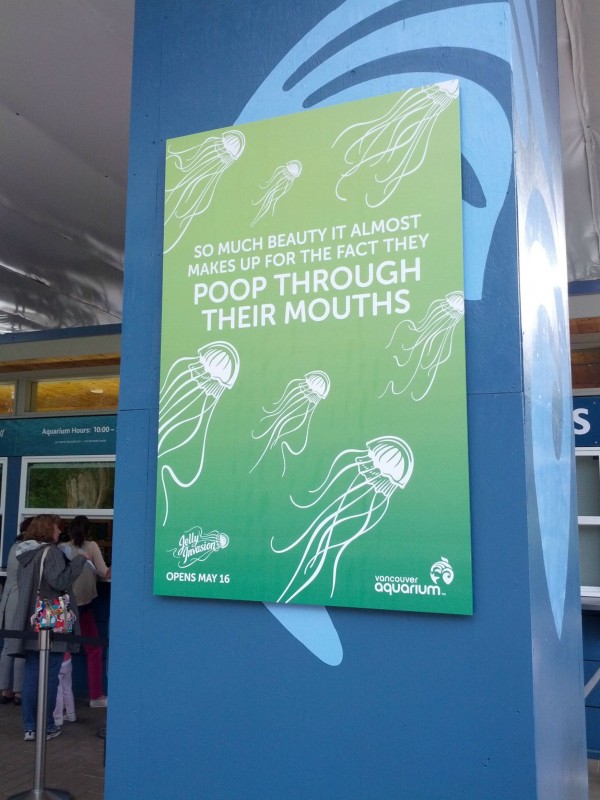 SO MUCH BEAUTY IT ALMOST
MAKES UP FOR THE FACT THEY
POOP THROUGH
THEIR MOUTHS
Jelly
Invasion
OPENS MAY 16
vancouver
aquarium
Aquarium Hours: 10:00 –
S